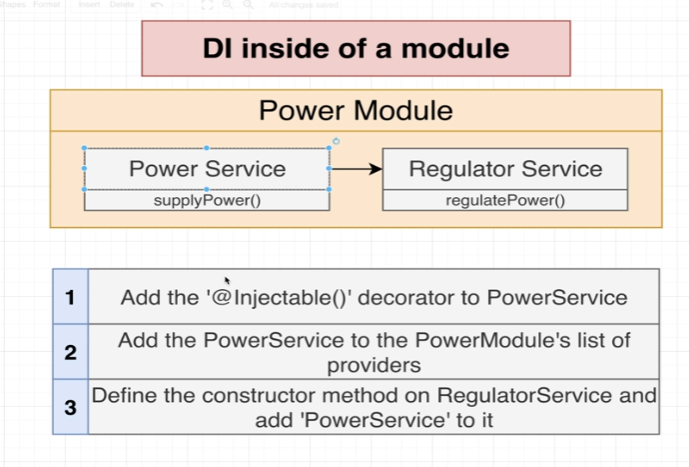 Shapes Format Insert Delete All changes saved
DI inside of a module
Power Module
Power Service
Regulator Service
supplyPower()
regulatePower()
1
Add the '@Injectable()' decorator to PowerService
2
Add the PowerService to the PowerModule's list of
providers
3
Define the constructor method on RegulatorService and
add 'PowerService' to it